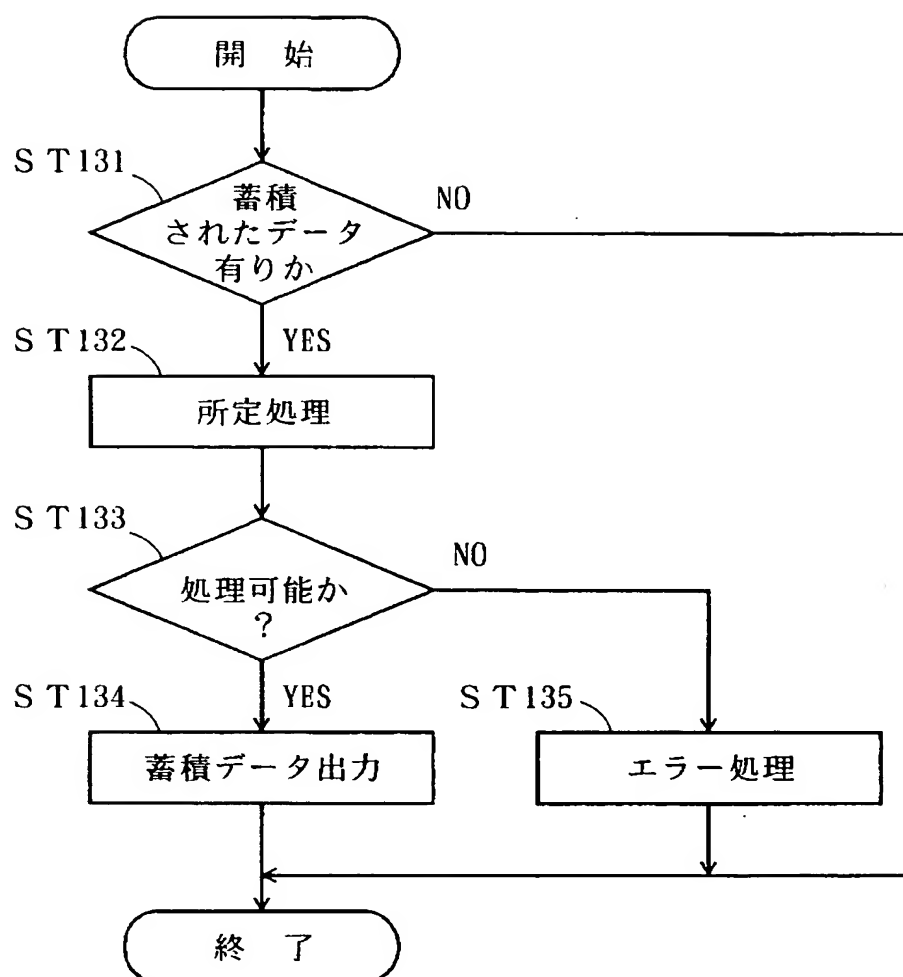 開 始
ST131
蓄積
されたデータ
有りか
NO
YES
ST132
所定処理
ST133
処理可能か
?
NO
YES
ST134
蓄積データ出力
ST135
エラー処理
終 了